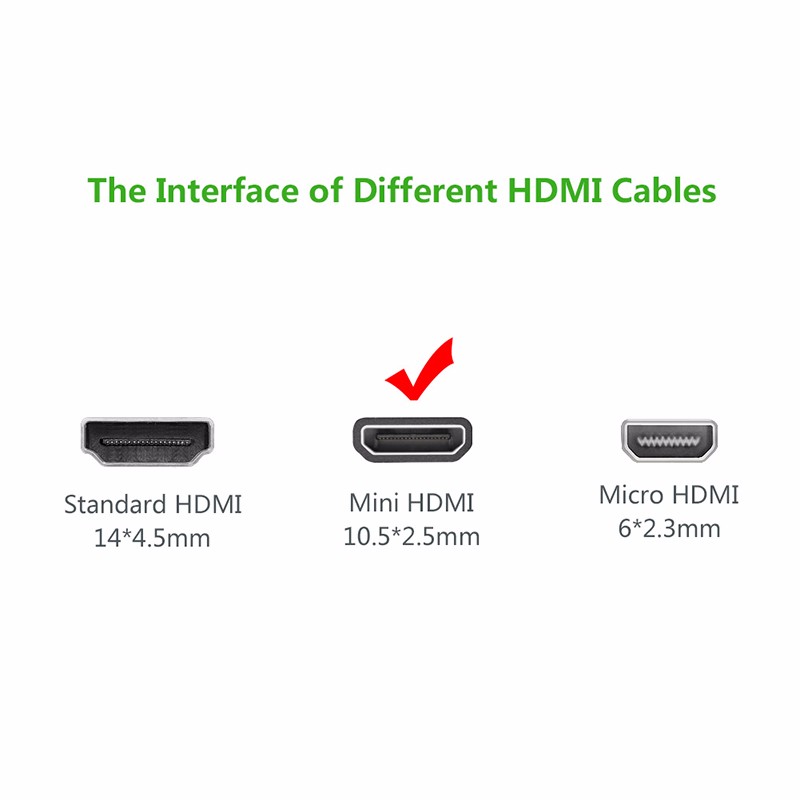 The Interface of Different HDMI Cables
Standard HDMI
14*4.5mm
Mini HDMI
10.5*2.5mm
Micro HDMI
6*2.3mm